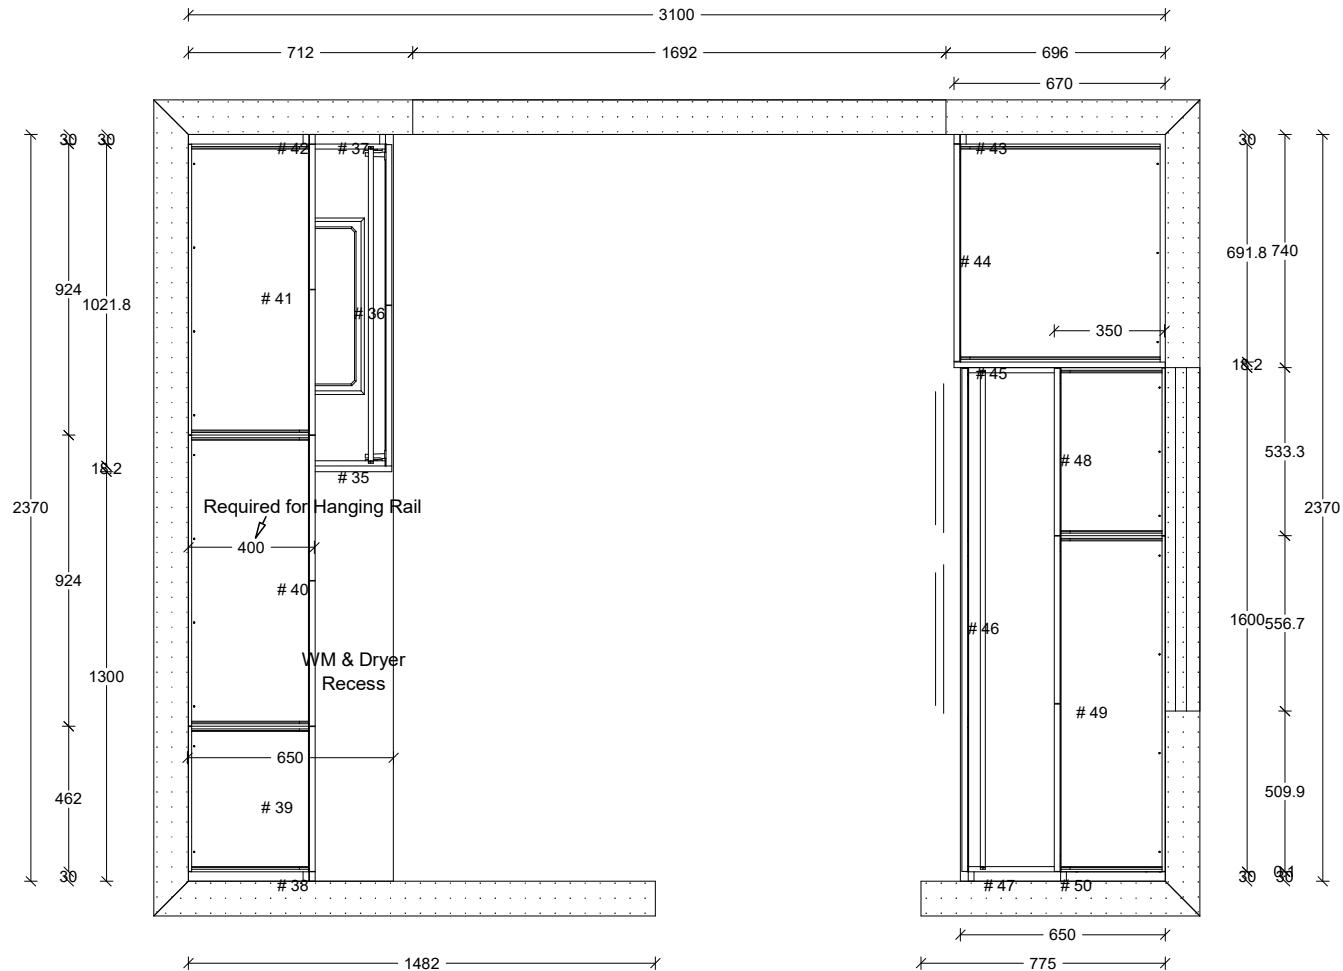 3100
712 1692 696
670
30 30 30
# 42 # 37 # 43
691.8 740
# 44
924 1021.8 # 41 # 36
350
18.2
# 45
533.3
# 48
18.2 # 35
2370 Required for Hanging Rail 2370
400
924 # 40
1600 556.7
# 46
WM & Dryer
Recess
1300
# 49
650
462 # 39 509.9
30 # 38 # 47 # 50 30
650
1482 775